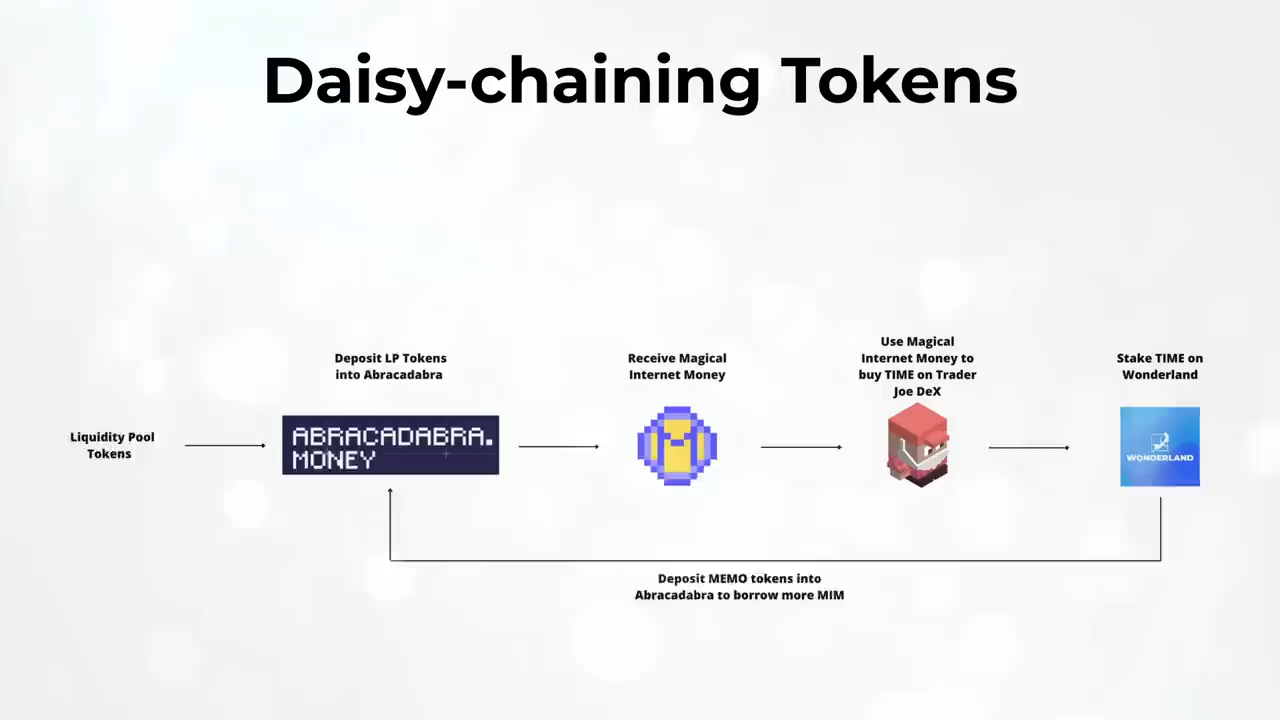 Daisy-chaining Tokens
Liquidity Pool
Tokens
Deposit LP Tokens
into Abracadabra
ABRACADABRA.
MONEY
Receive Magical
Internet Money
Use Magical
Internet Money to
buy TIME on Trader
Joe DeX
Stake TIME on
Wonderland
WONDERLAND
Deposit MEMO tokens into
Abracadabra to borrow more MIM